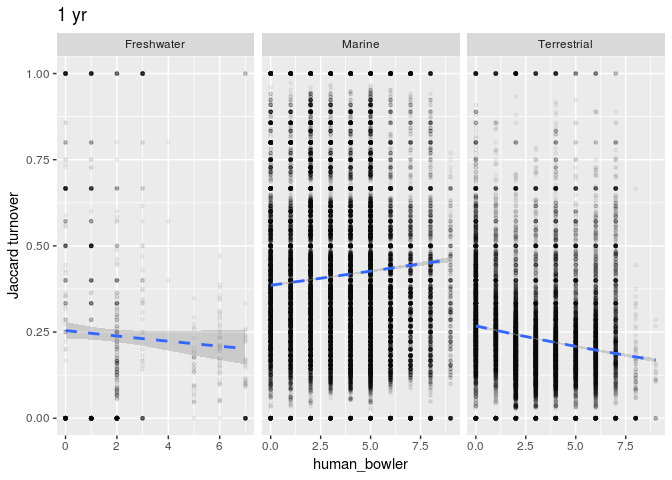 1 yr
Freshwater Marine Terrestrial
1.00
0.75
0.50
0.25
0.00
0 2 4 6 0.0 2.5 5.0 7.5 0.0 2.5 5.0 7.5
human_bowler
Jaccard turnover